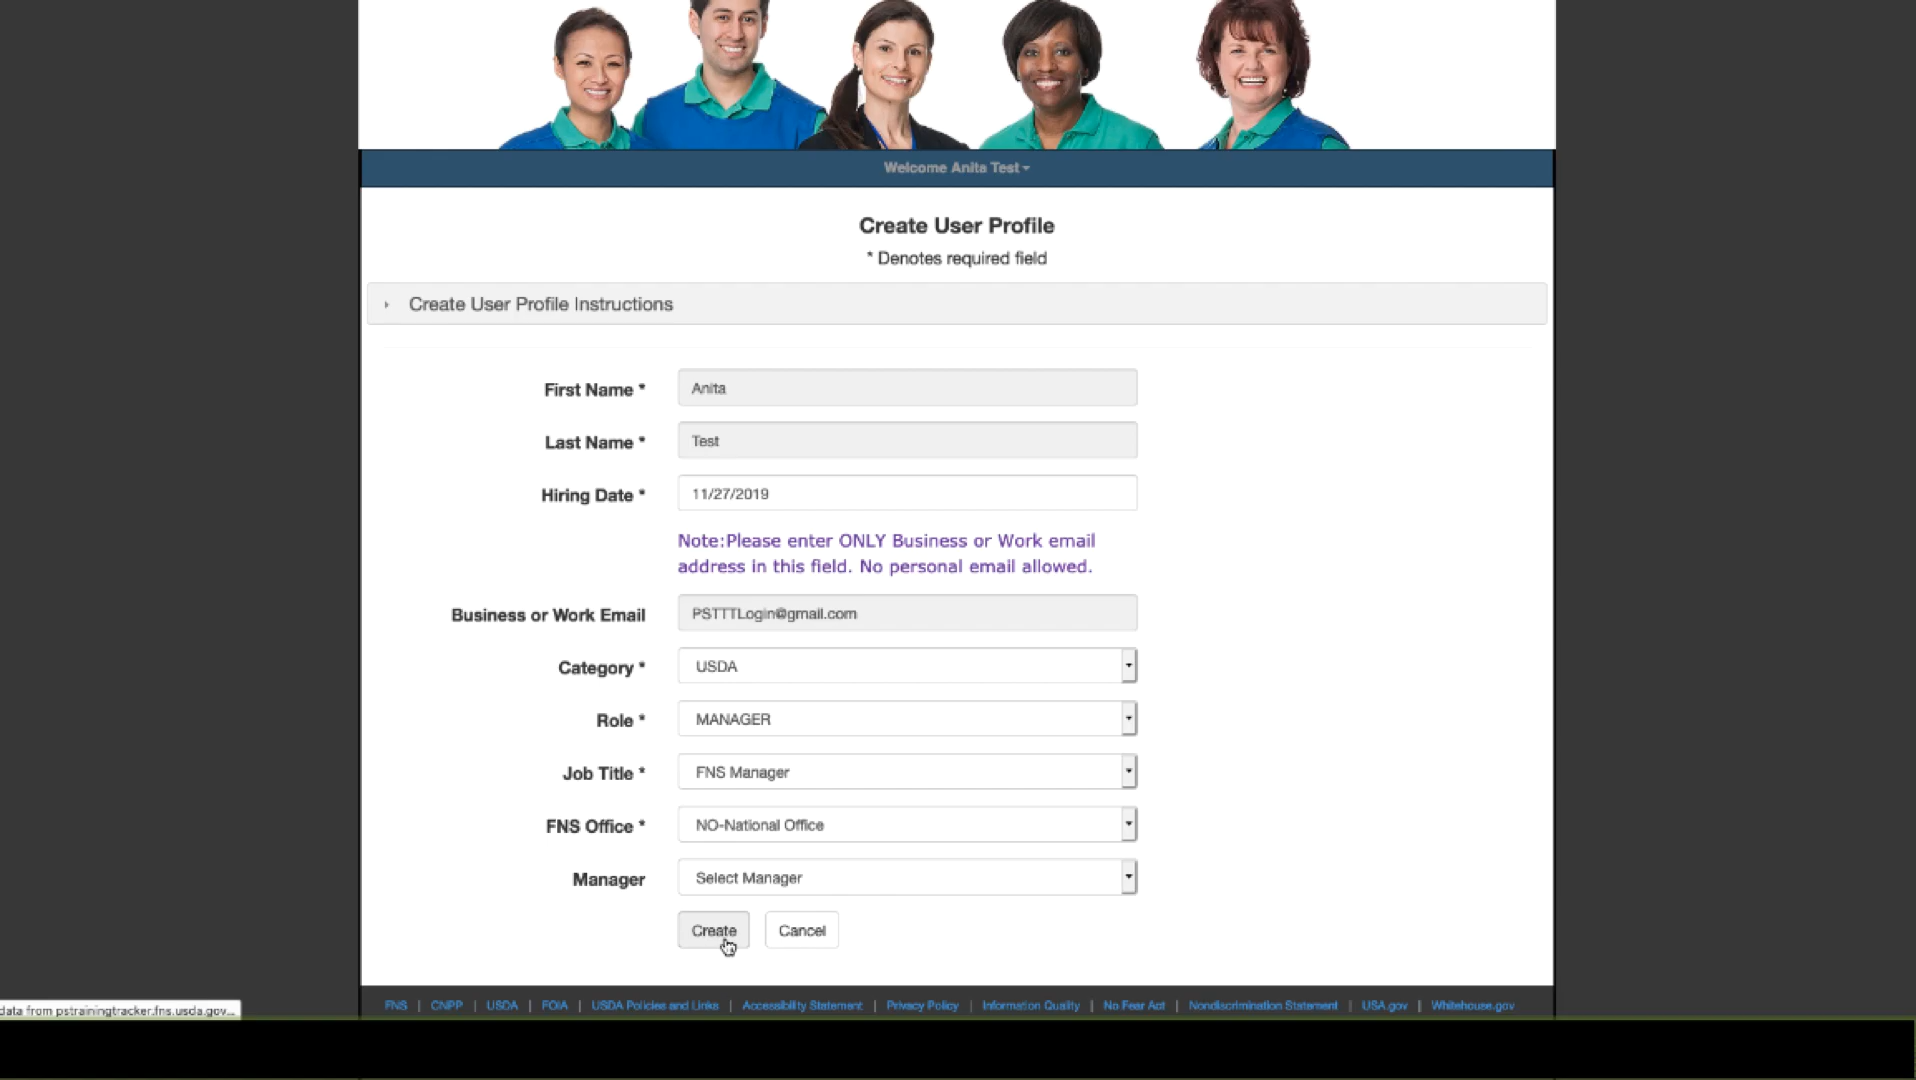 Welcome Anita Test
Create User Profile
* Denotes required field
Create User Profile Instructions
First Name * Anita
Last Name * Test
Hiring Date * 11/27/2019
Note:Please enter ONLY Business or Work email
address in this field. No personal email allowed.
Business or Work Email PSTTTLogin@gmail.com
Category * USDA
Role * MANAGER
Job Title * FNS Manager
FNS Office * NO-National Office
Manager Select Manager
Create Cancel
FNS | CNPP | USDA | FOIA | USDA Policies and Links | Accessibility Statement | Privacy Policy | Information Quality | No Fear Act | Nondiscrimination Statement | USA.gov | Whitehouse.gov
data from pstrainingtracker.fns.usda.gov...